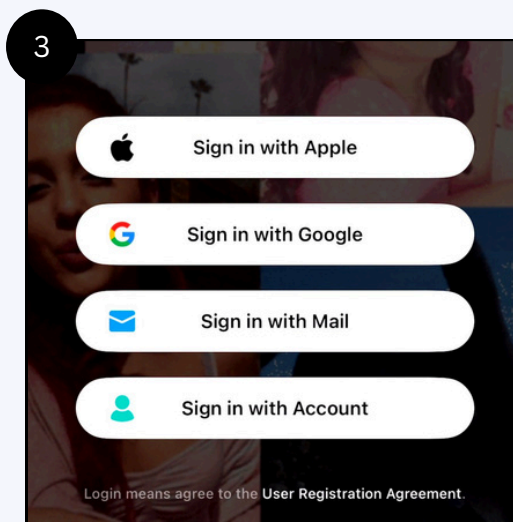 3
Sign in with Apple
Sign in with Google
Sign in with Mail
Sign in with Account
Login means agree to the User Registration Agreement.